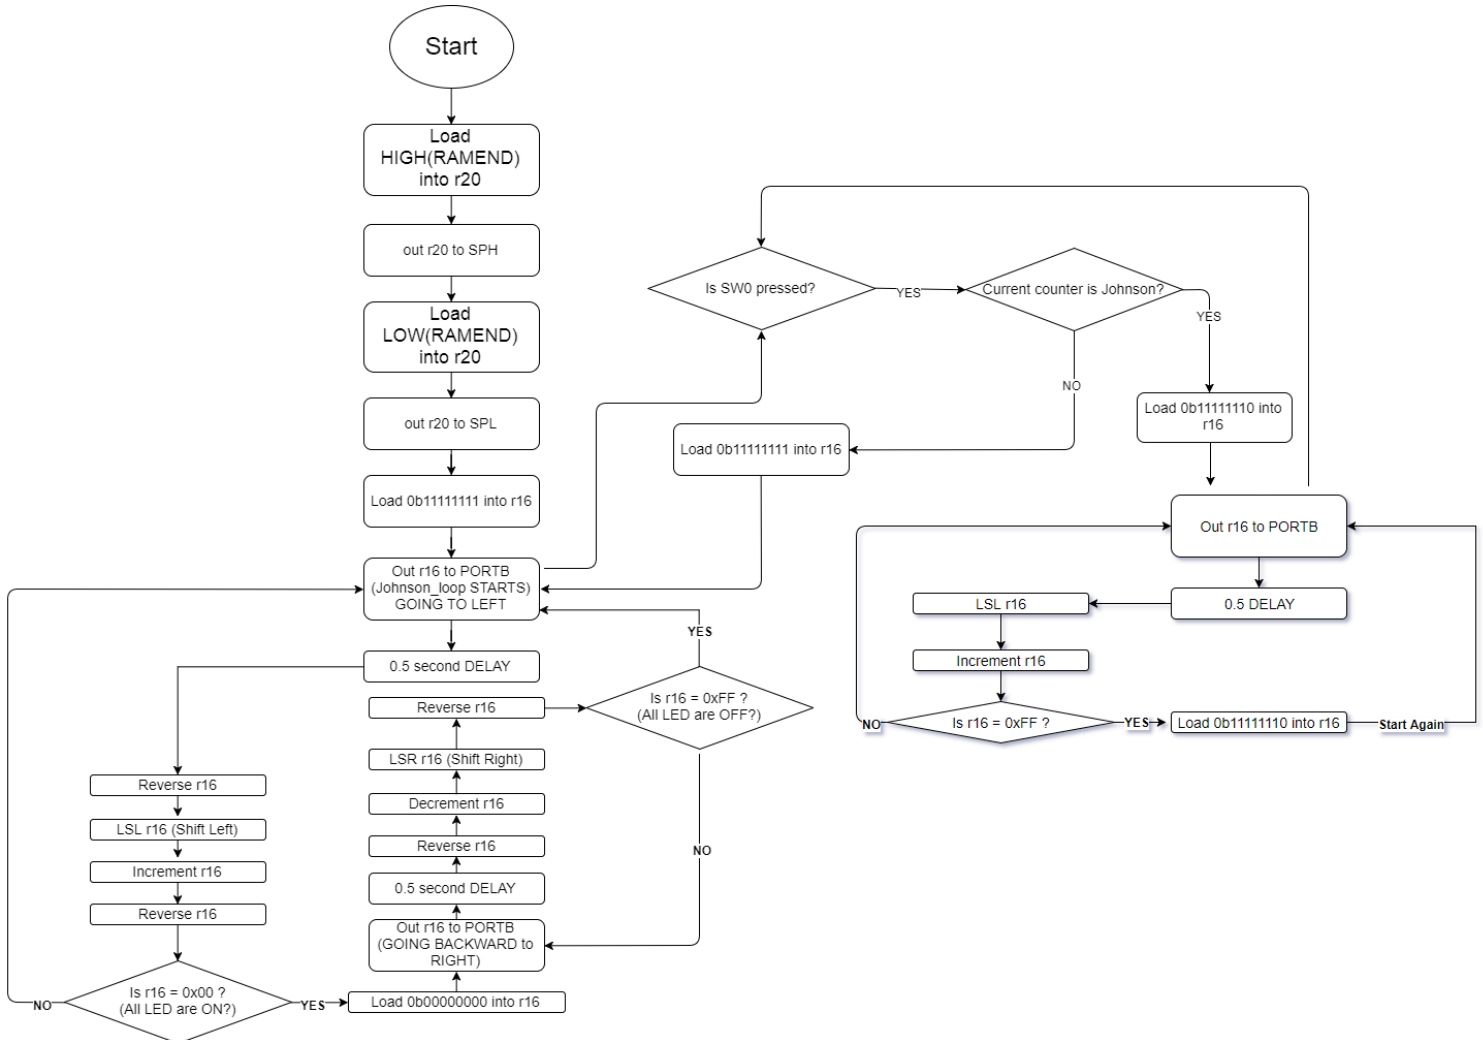 Start
Load
HIGH(RAMEND)
into r20
out r20 to SPH
Load
LOW(RAMEND)
into r20
out r20 to SPL
Load 0b11111111 into r16
Out r16 to PORTB
(Johnson_loop STARTS)
GOING TO LEFT
0.5 second DELAY
Reverse r16
LSL r16 (Shift Left)
Increment r16
Reverse r16
Is r16 = 0x00 ?
(All LED are ON?)
NO
YES
Load 0b00000000 into r16
Out r16 to PORTB
(GOING BACKWARD to
RIGHT)
0.5 second DELAY
Reverse r16
Decrement r16
LSR r16 (Shift Right)
Reverse r16
Is r16 = 0xFF ?
(All LED are OFF?)
YES
NO
Is SW0 pressed?
YES
Current counter is Johnson?
YES
NO
Load 0b11111111 into r16
Load 0b11111110 into
r16
Out r16 to PORTB
0.5 DELAY
LSL r16
Increment r16
Is r16 = 0xFF ?
NO
YES
Load 0b11111110 into r16
Start Again